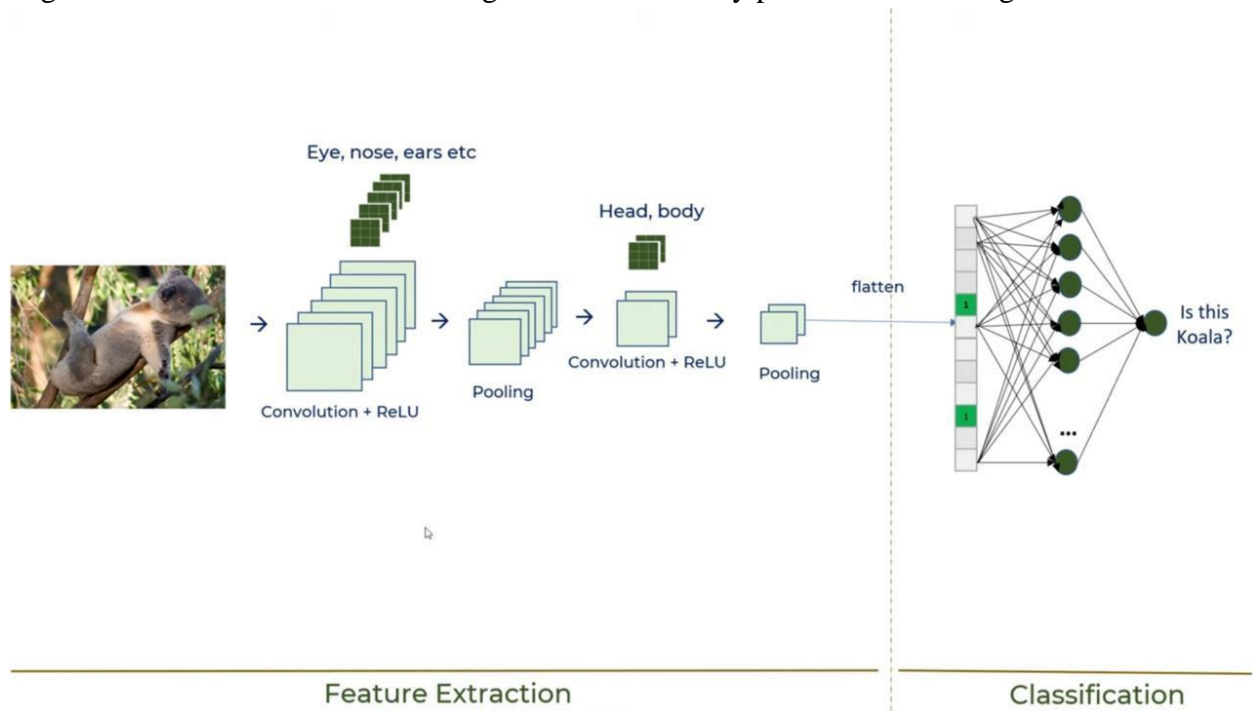 Eye, nose, ears etc
Head, body
flatten
1
Is this
Koala?
Convolution + ReLU
Pooling
Convolution + ReLU
Pooling
1
...
Feature Extraction
Classification